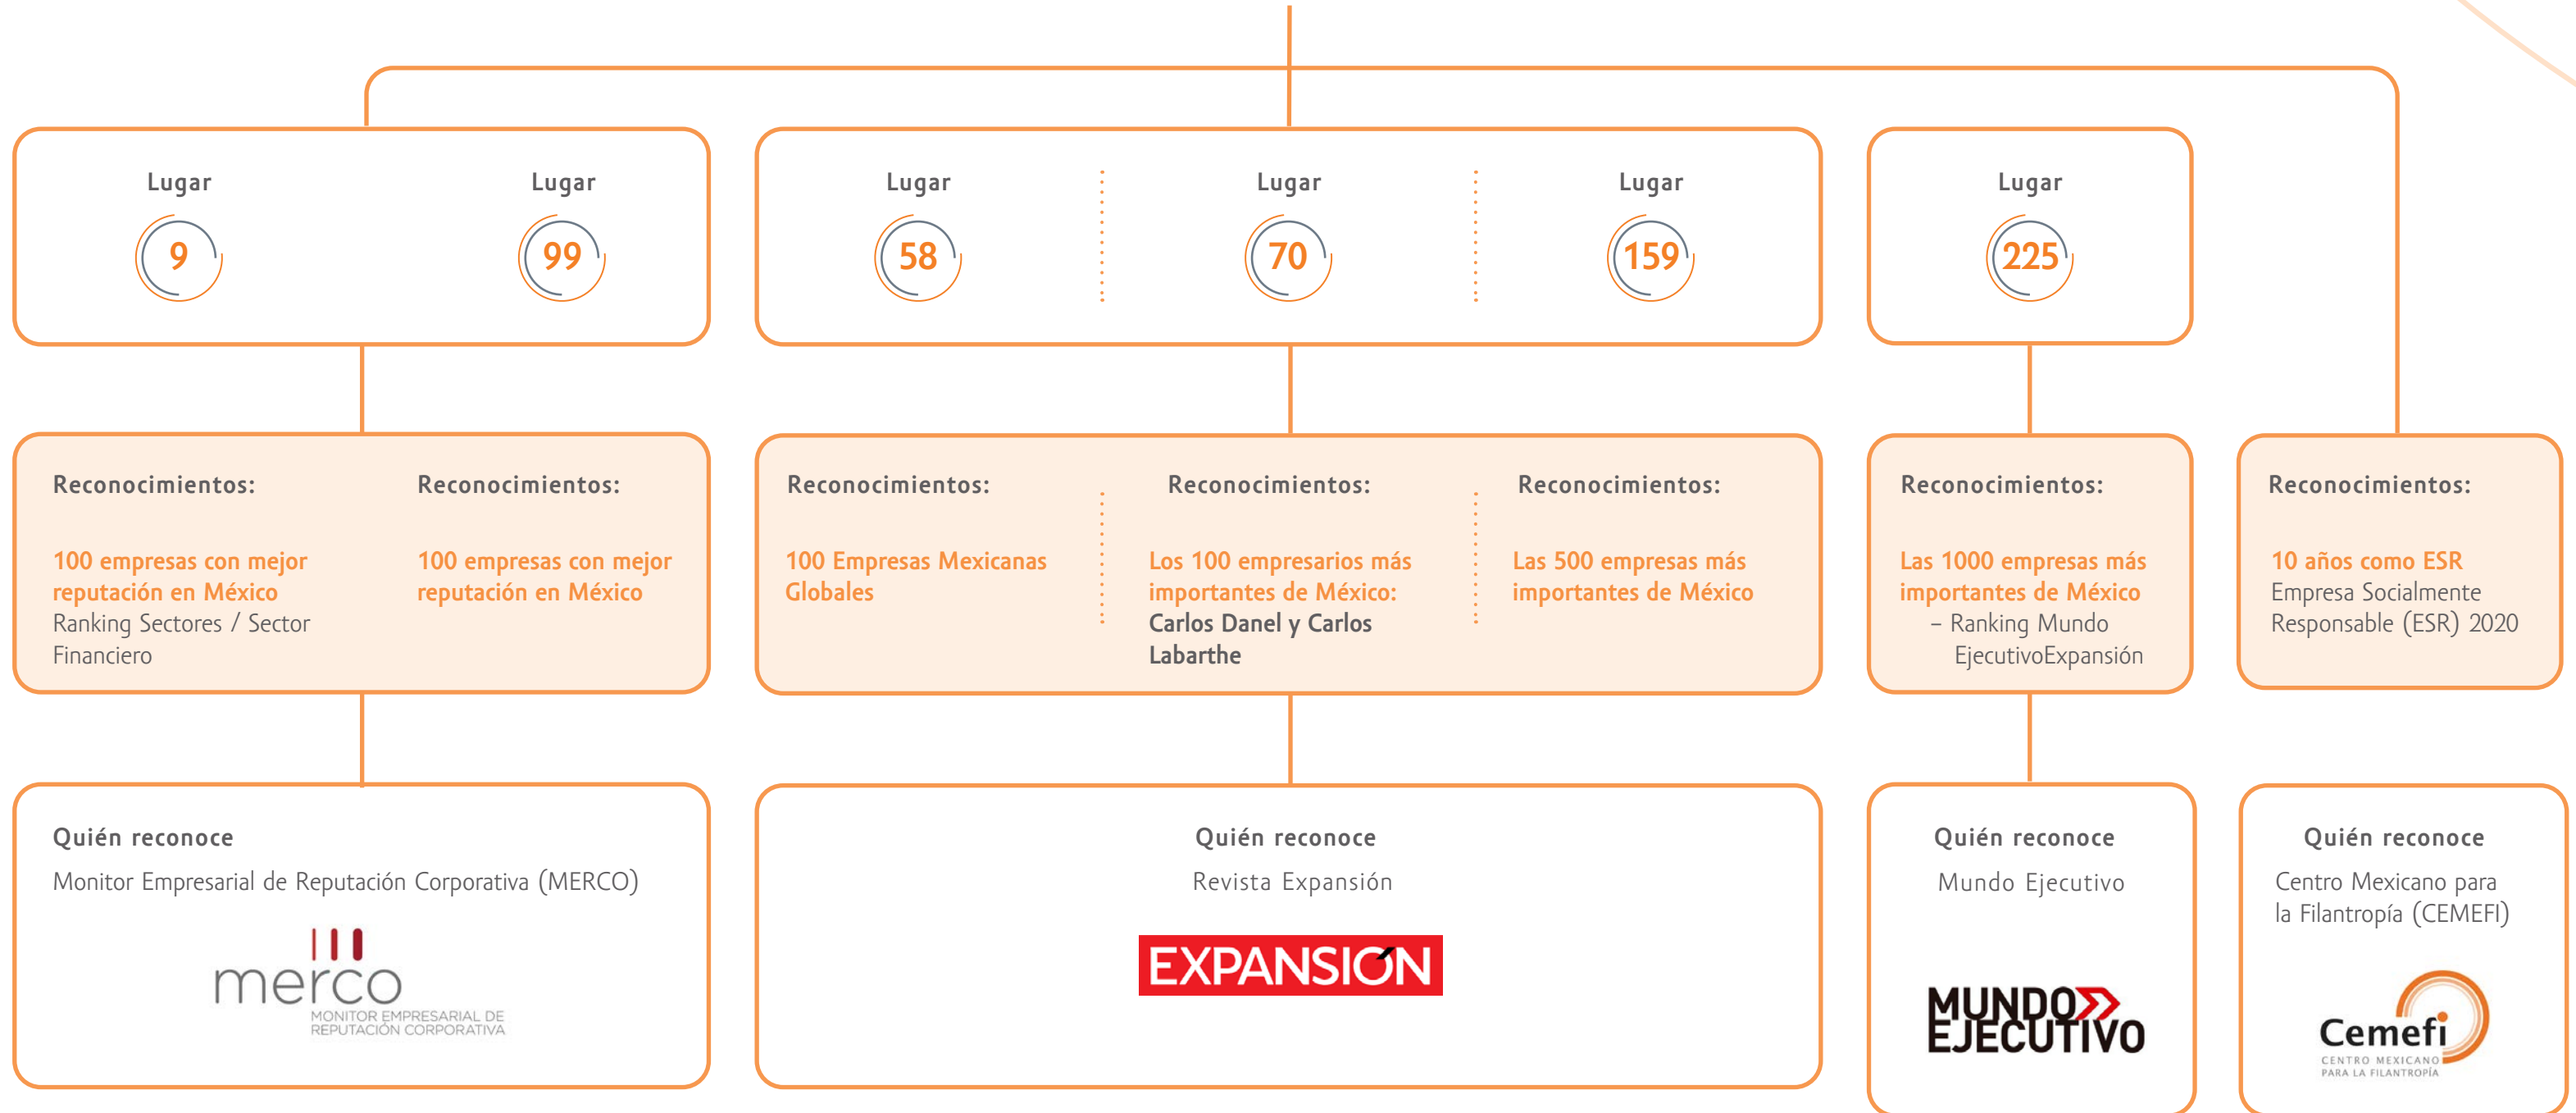 Lugar
9
Lugar
99
Lugar
58
Lugar
70
Lugar
159
Lugar
225
Reconocimientos:
100 empresas con mejor
reputación en México
Ranking Sectores / Sector
Financiero
Reconocimientos:
100 empresas con mejor
reputación en México
Reconocimientos:
100 Empresas Mexicanas
Globales
Reconocimientos:
Los 100 empresarios más
importantes de México:
Carlos Danel y Carlos
Labarthe
Reconocimientos:
Las 500 empresas más
importantes de México
Reconocimientos:
Las 1000 empresas más
importantes de México
– Ranking Mundo
EjecutivoExpansión
Reconocimientos:
10 años como ESR
Empresa Socialmente
Responsable (ESR) 2020
Quién reconoce
Monitor Empresarial de Reputación Corporativa (MERCO)
merco
MONITOR EMPRESARIAL DE
REPUTACIÓN CORPORATIVA
Quién reconoce
Revista Expansión
EXPANSIÓN
Quién reconoce
Mundo Ejecutivo
MUNDO
EJECUTIVO
Quién reconoce
Centro Mexicano para
la Filantropía (CEMEFI)
Cemefi
CENTRO MEXICANO
PARA LA FILANTROPÍA